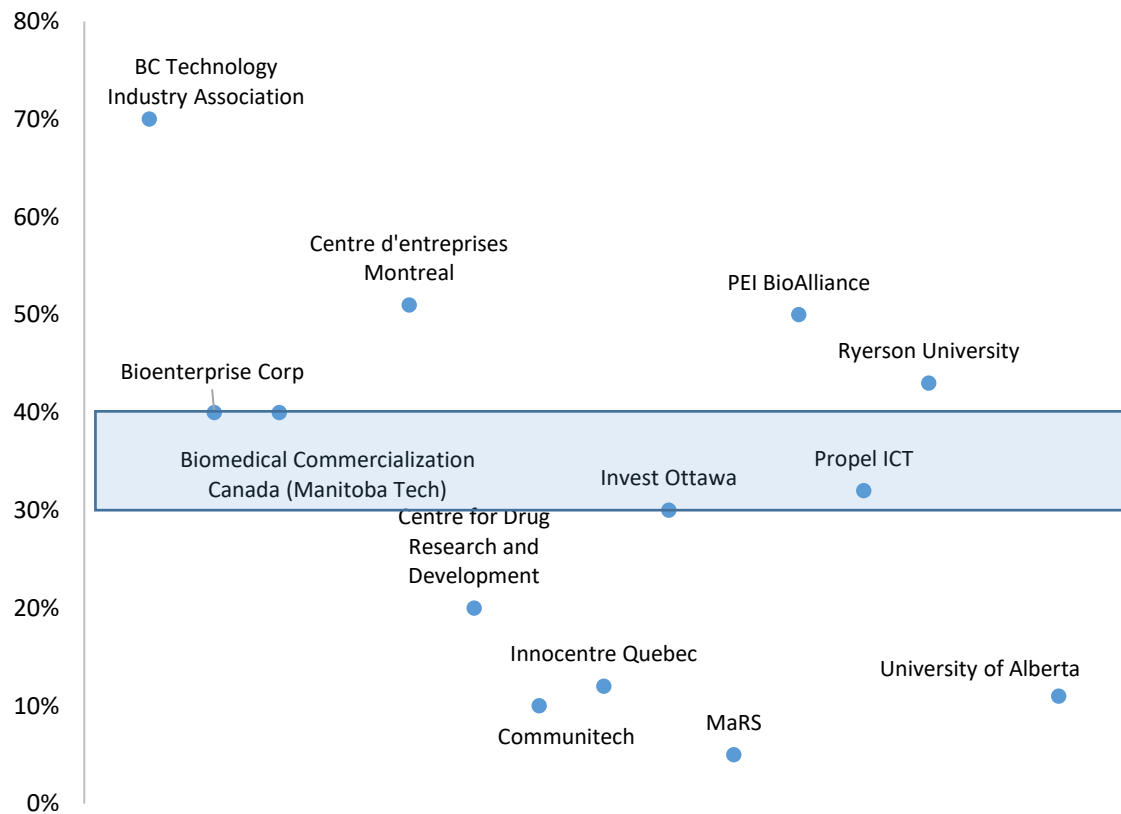 80%
BC Technology
Industry Association
70%
60%
Centre d'entreprises
Montreal
PEI BioAlliance
50%
Ryerson University
Bioenterprise Corp
40%
Biomedical Commercialization
Canada (Manitoba Tech)
Invest Ottawa
Propel ICT
30%
Centre for Drug
Research and
Development
20%
Innocentre Quebec
University of Alberta
10%
Communitech
MaRS
0%